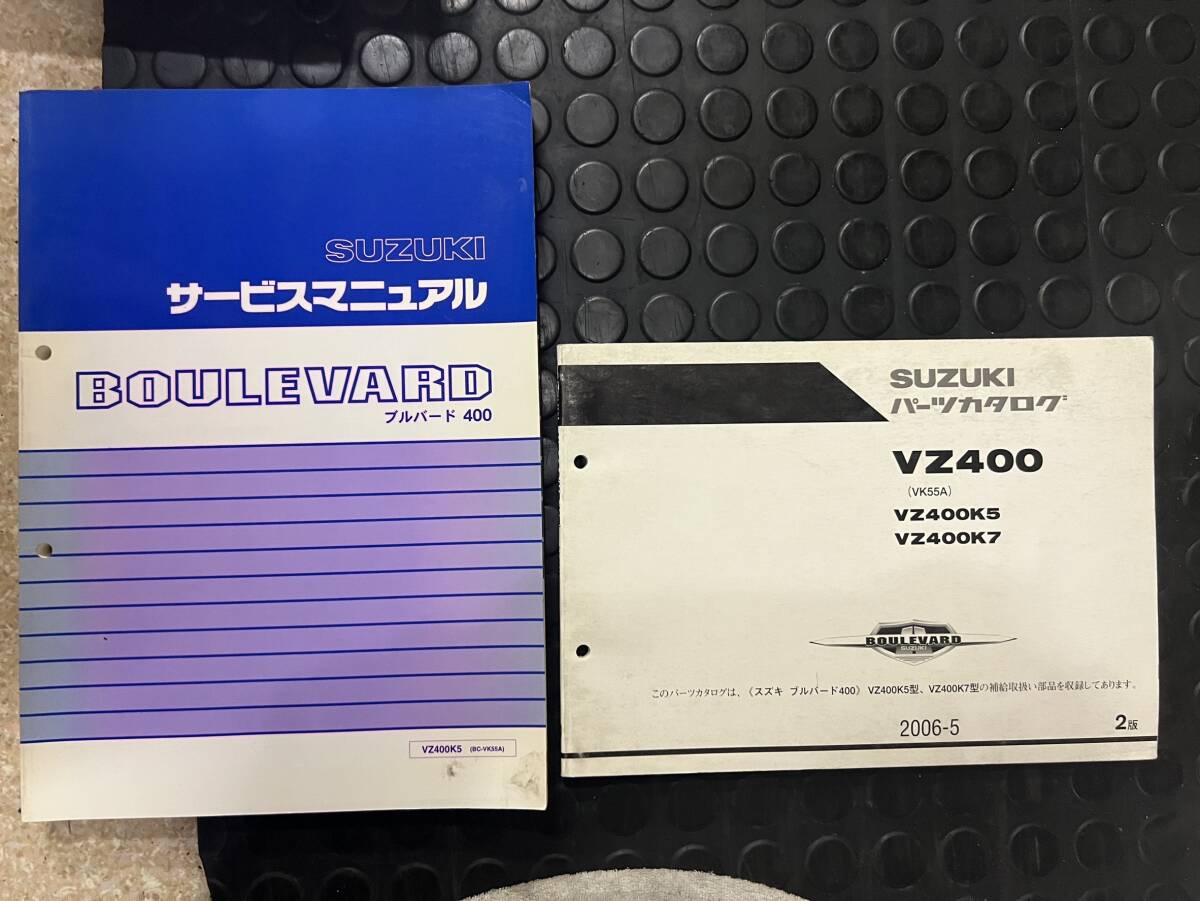 SUZUKI
サービスマニュアル
BOULEVARD
ブルバード 400
VZ400K5 (BC-VK55A)
SUZUKI
パーツカタログ
VZ400
(VK55A)
VZ400K5
VZ400K7
BOULEVARD
SUZUKI
このパーツカタログは、《スズキ ブルバード400》 VZ400K5型、VZ400K7型の補給取扱い部品を収録してあります。
2006-5
2版